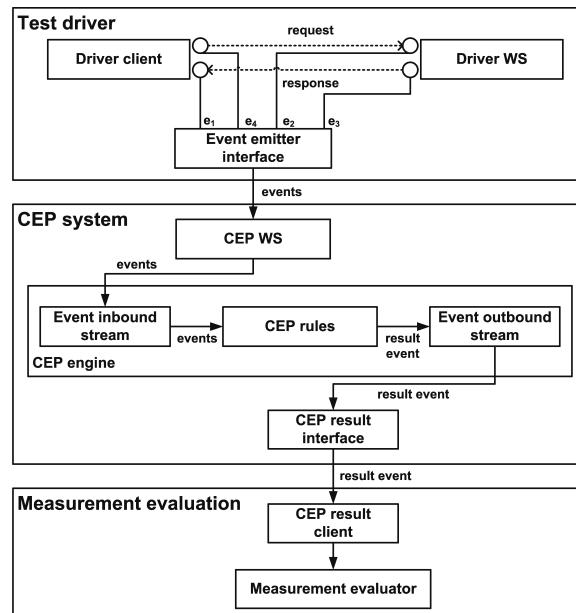 Test driver
request
Driver client
Driver WS
response
e1
e4
e2
e3
Event emitter
interface
events
CEP system
CEP WS
events
Event inbound
stream
events
CEP rules
result
event
Event outbound
stream
CEP engine
result event
CEP result
interface
result event
Measurement evaluation
CEP result
client
Measurement evaluator